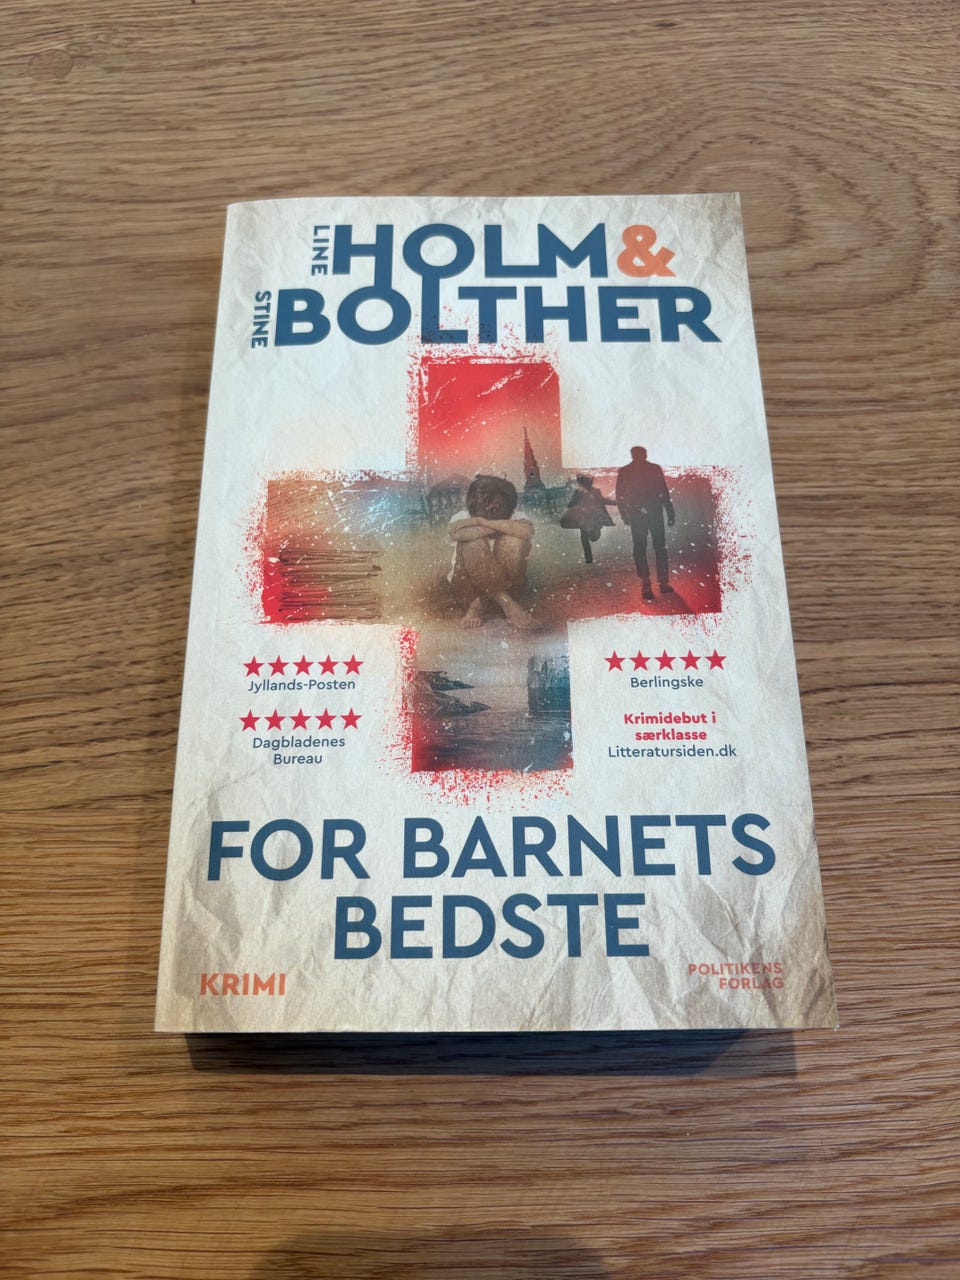 LINE HOLM &
STINE BOLTHER
★★★★★
Jyllands-Posten
★★★★★
Dagbladenes
Bureau
★★★★★
Berlingske
Krimidebut i
særklasse
Litteratursiden.dk
FOR BARNETS
BEDSTE
KRIMI
POLITIKENS
FORLAG